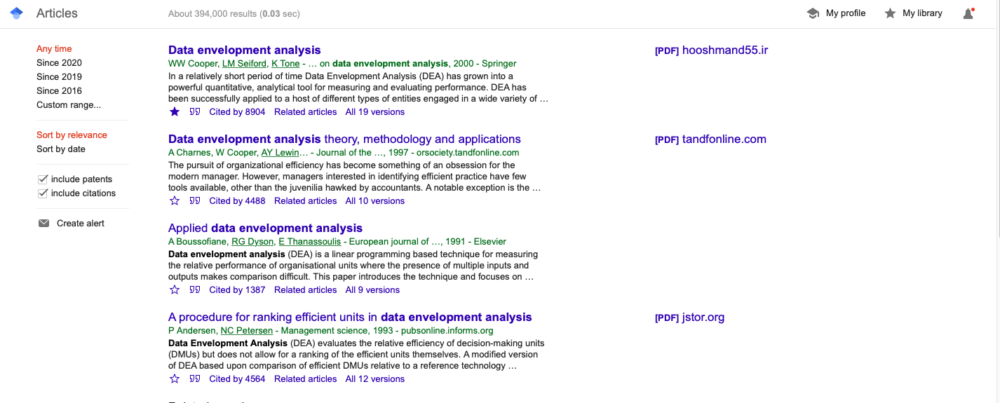 Articles
About 394,000 results (0.03 sec)
My profile
My library
Any time
Since 2020
Since 2019
Since 2016
Custom range...
Sort by relevance
Sort by date
include patents
include citations
Create alert
Data envelopment analysis
[PDF] hooshmand55.ir
WW Cooper, LM Seiford, K Tone - … on data envelopment analysis, 2000 - Springer
In a relatively short period of time Data Envelopment Analysis (DEA) has grown into a
powerful quantitative, analytical tool for measuring and evaluating performance. DEA has
been successfully applied to a host of different types of entities engaged in a wide variety of …
Cited by 8904 Related articles All 19 versions
Data envelopment analysis theory, methodology and applications
[PDF] tandfonline.com
A Charnes, W Cooper, AY Lewin… - Journal of the …, 1997 - orsociety.tandfonline.com
The pursuit of organizational efficiency has become something of an obsession for the
modern manager. However, managers interested in identifying efficient practice have few
tools available, other than the juvenilia hawked by accountants. A notable exception is the …
Cited by 4488 Related articles All 10 versions
Applied data envelopment analysis
A Boussofiane, RG Dyson, E Thanassoulis - European journal of …, 1991 - Elsevier
Data envelopment analysis (DEA) is a linear programming based technique for measuring
the relative performance of organisational units where the presence of multiple inputs and
outputs makes comparison difficult. This paper introduces the technique and focuses on …
Cited by 1387 Related articles All 9 versions
A procedure for ranking efficient units in data envelopment analysis
[PDF] jstor.org
P Andersen, NC Petersen - Management science, 1993 - pubsonline.informs.org
Data Envelopment Analysis (DEA) evaluates the relative efficiency of decision-making units
(DMUs) but does not allow for a ranking of the efficient units themselves. A modified version
of DEA based upon comparison of efficient DMUs relative to a reference technology …
Cited by 4564 Related articles All 12 versions